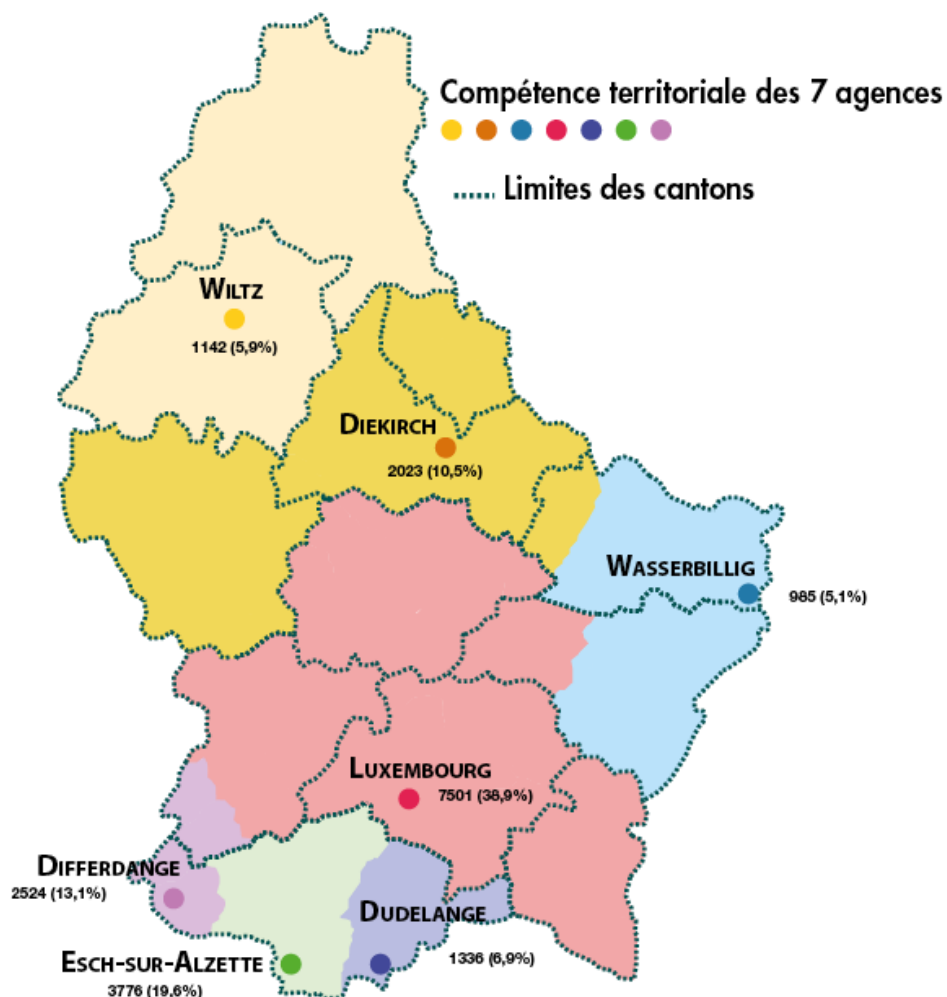 Compétence territoriale des 7 agences
Limites des cantons
WILTZ
1142 (5,9%)
DIEKIRCH
2023 (10,5%)
WASSERBILLIG
985 (5,1%)
LUXEMBOURG
7501 (38,9%)
DIFFERDANGE
2524 (13,1%)
DUDELANGE
1336 (6,9%)
ESCH-SUR-ALZETTE
3776 (19,6%)